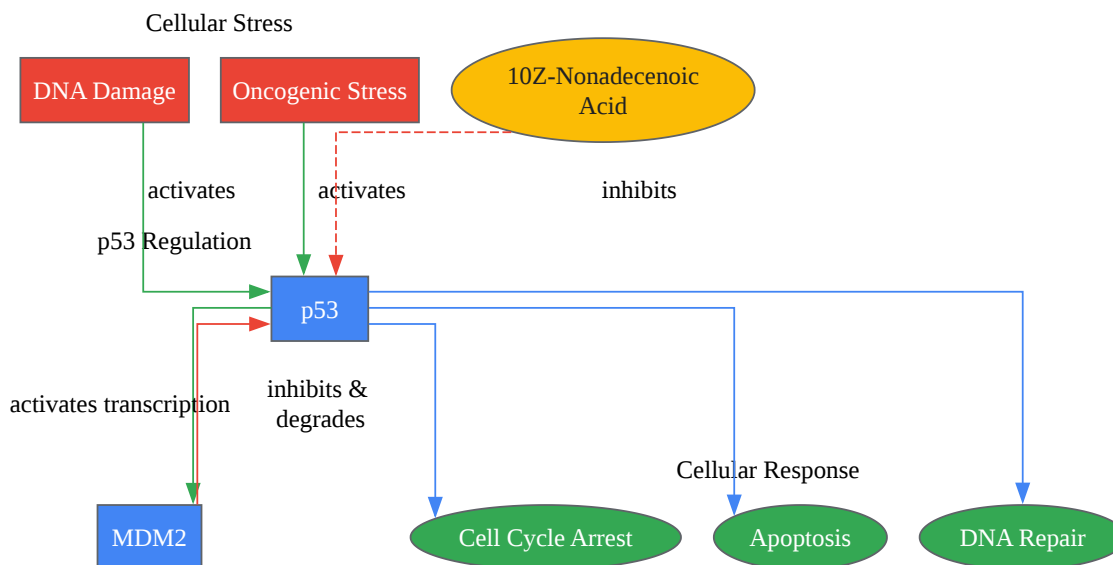 Cellular Stress
DNA Damage
Oncogenic Stress
10Z-Nonadecenoic
Acid
activates
activates
inhibits
p53 Regulation
p53
activates transcription
inhibits &
degrades
Cellular Response
MDM2
Cell Cycle Arrest
Apoptosis
DNA Repair